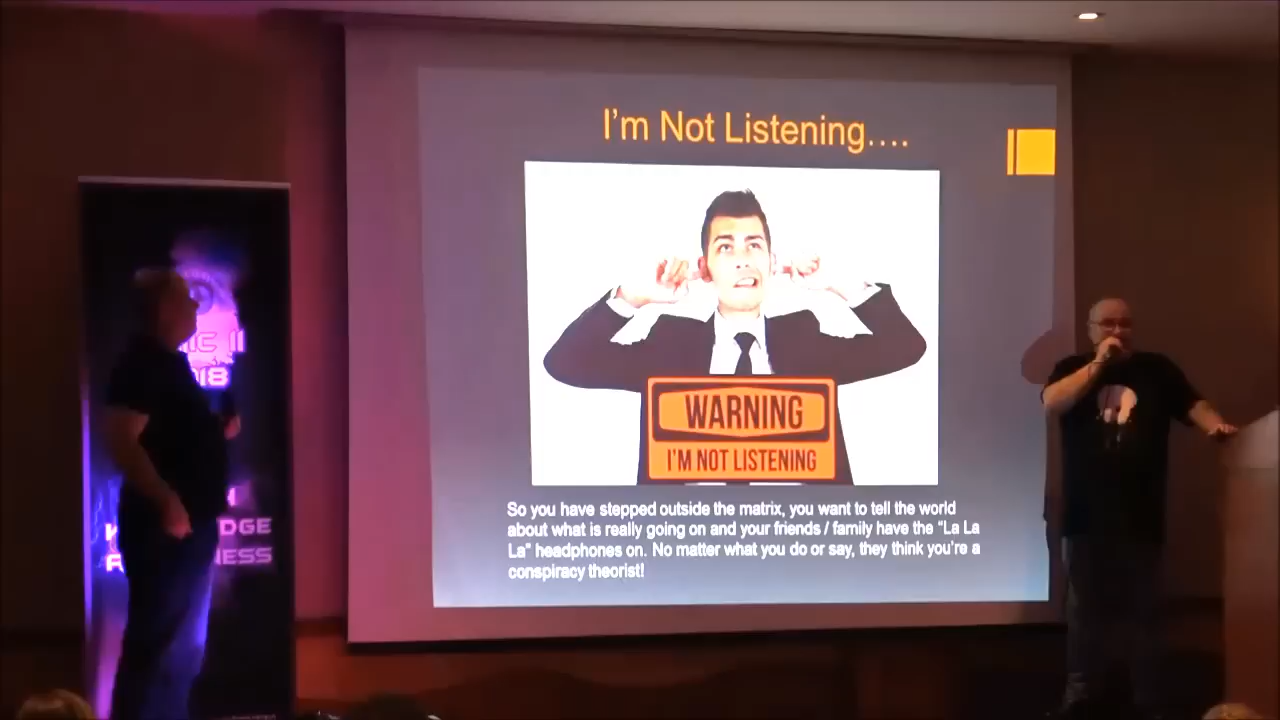 I'm Not Listening....
WARNING
I'M NOT LISTENING
So you have stepped outside the matrix, you want to tell the world
about what is really going on and your friends / family have the “La La
La” headphones on. No matter what you do or say, they think you're a
conspiracy theorist!